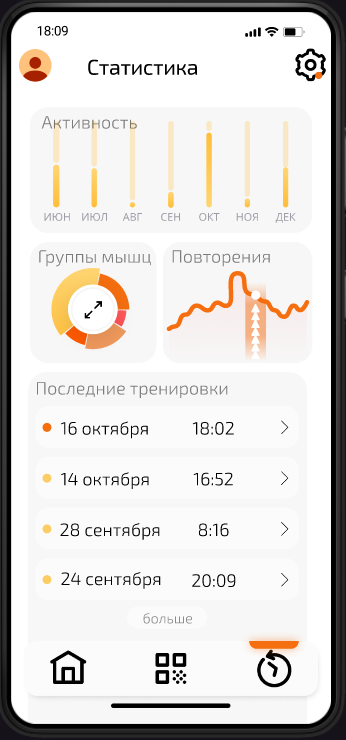 18:09
Статистика
Активность
ИЮН ИЮЛ АВГ СЕН ОКТ НОЯ ДЕК
Группы мышц Повторения
Последние тренировки
16 октября 18:02
14 октября 16:52
28 сентября 8:16
24 сентября 20:09
больше